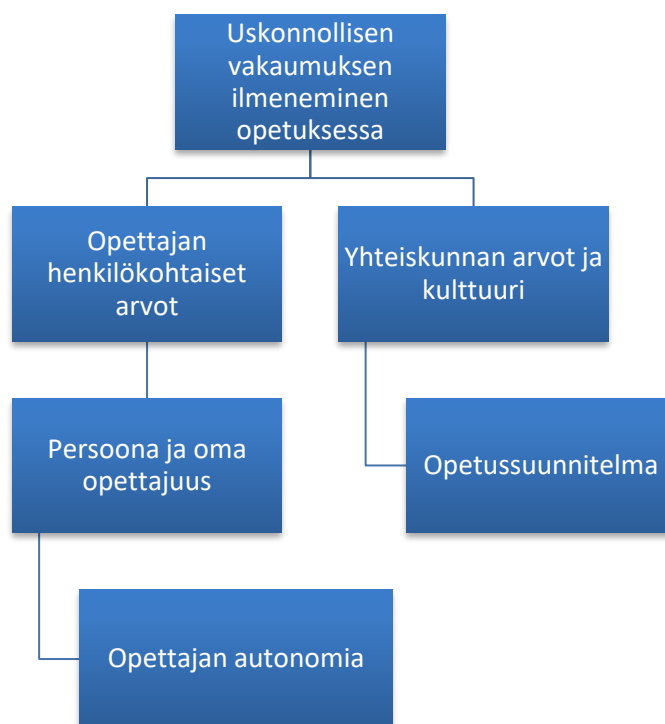 Uskonnollisen
vakaumuksen
ilmeneminen
opetuksessa
Opettajan
henkilökohtaiset
arvot
Yhteiskunnan arvot ja
kulttuuri
Persoona ja oma
opettajuus
Opetussuunnitelma
Opettajan autonomia